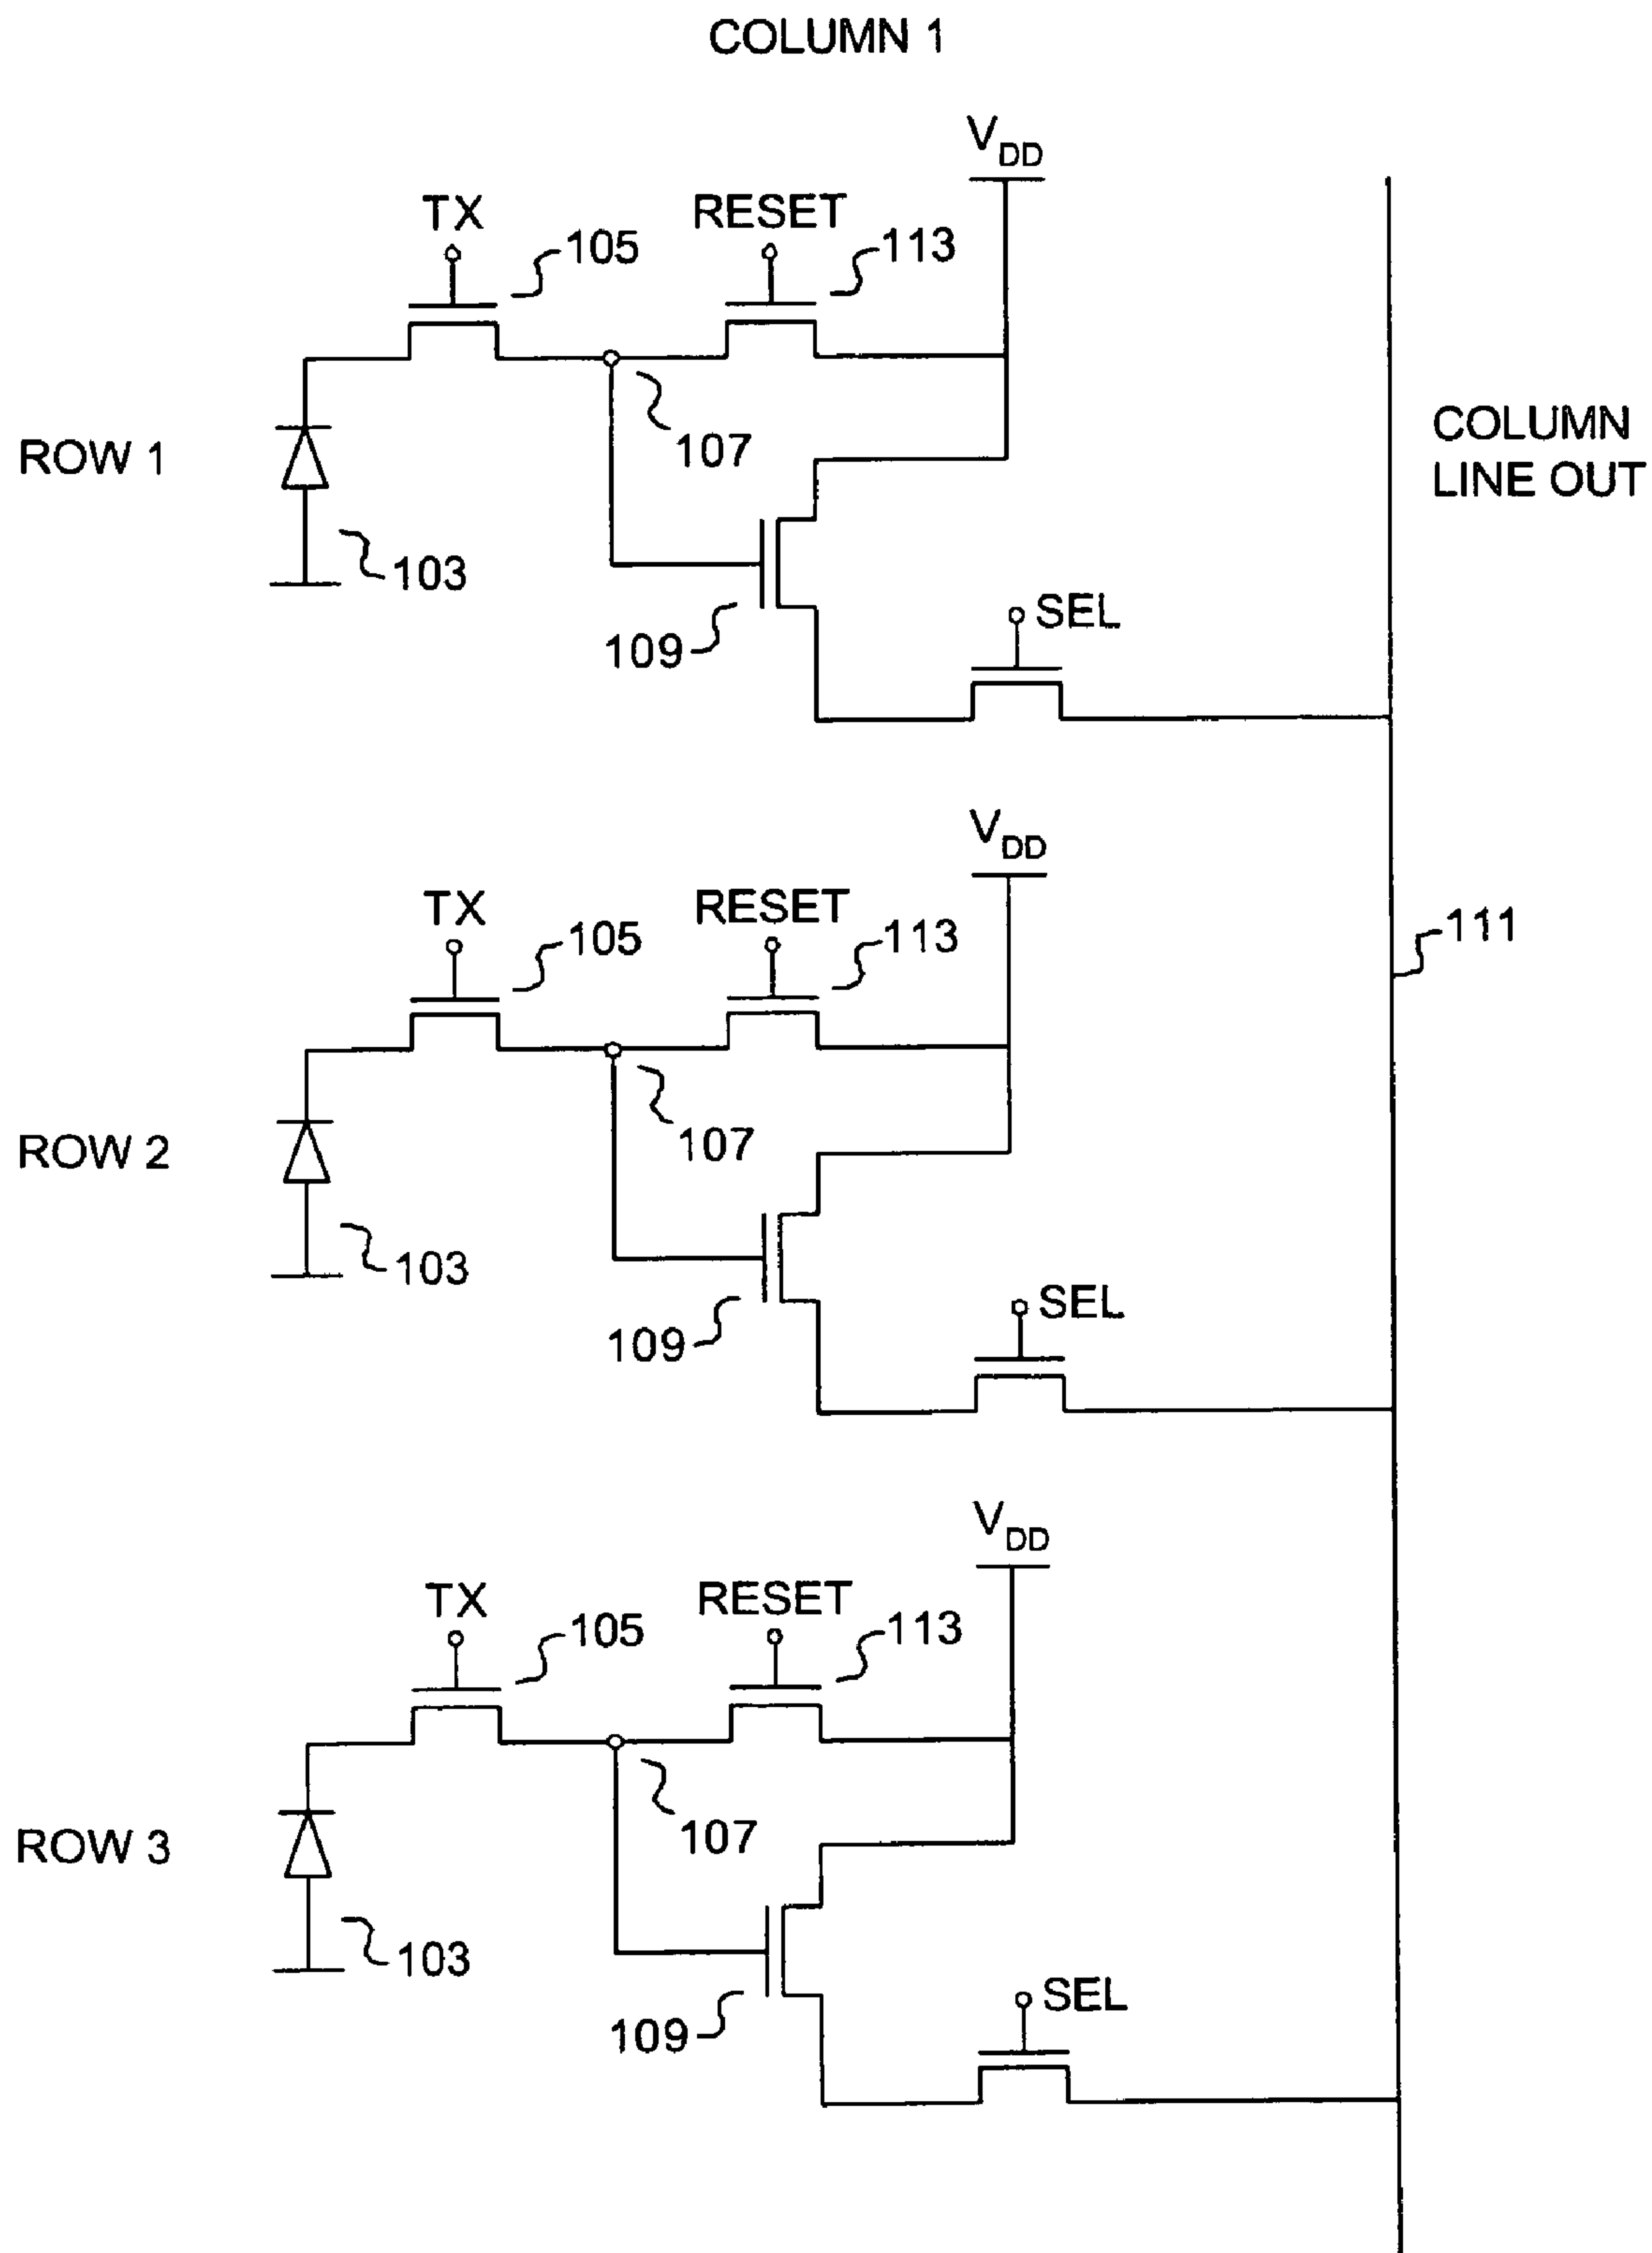 COLUMN 1
VDD
TX
RESET
105
113
107
COLUMN
LINE OUT
ROW 1
103
109
SEL
VDD
TX
RESET
105
113
111
107
ROW 2
103
109
SEL
VDD
TX
RESET
105
113
107
ROW 3
103
109
SEL